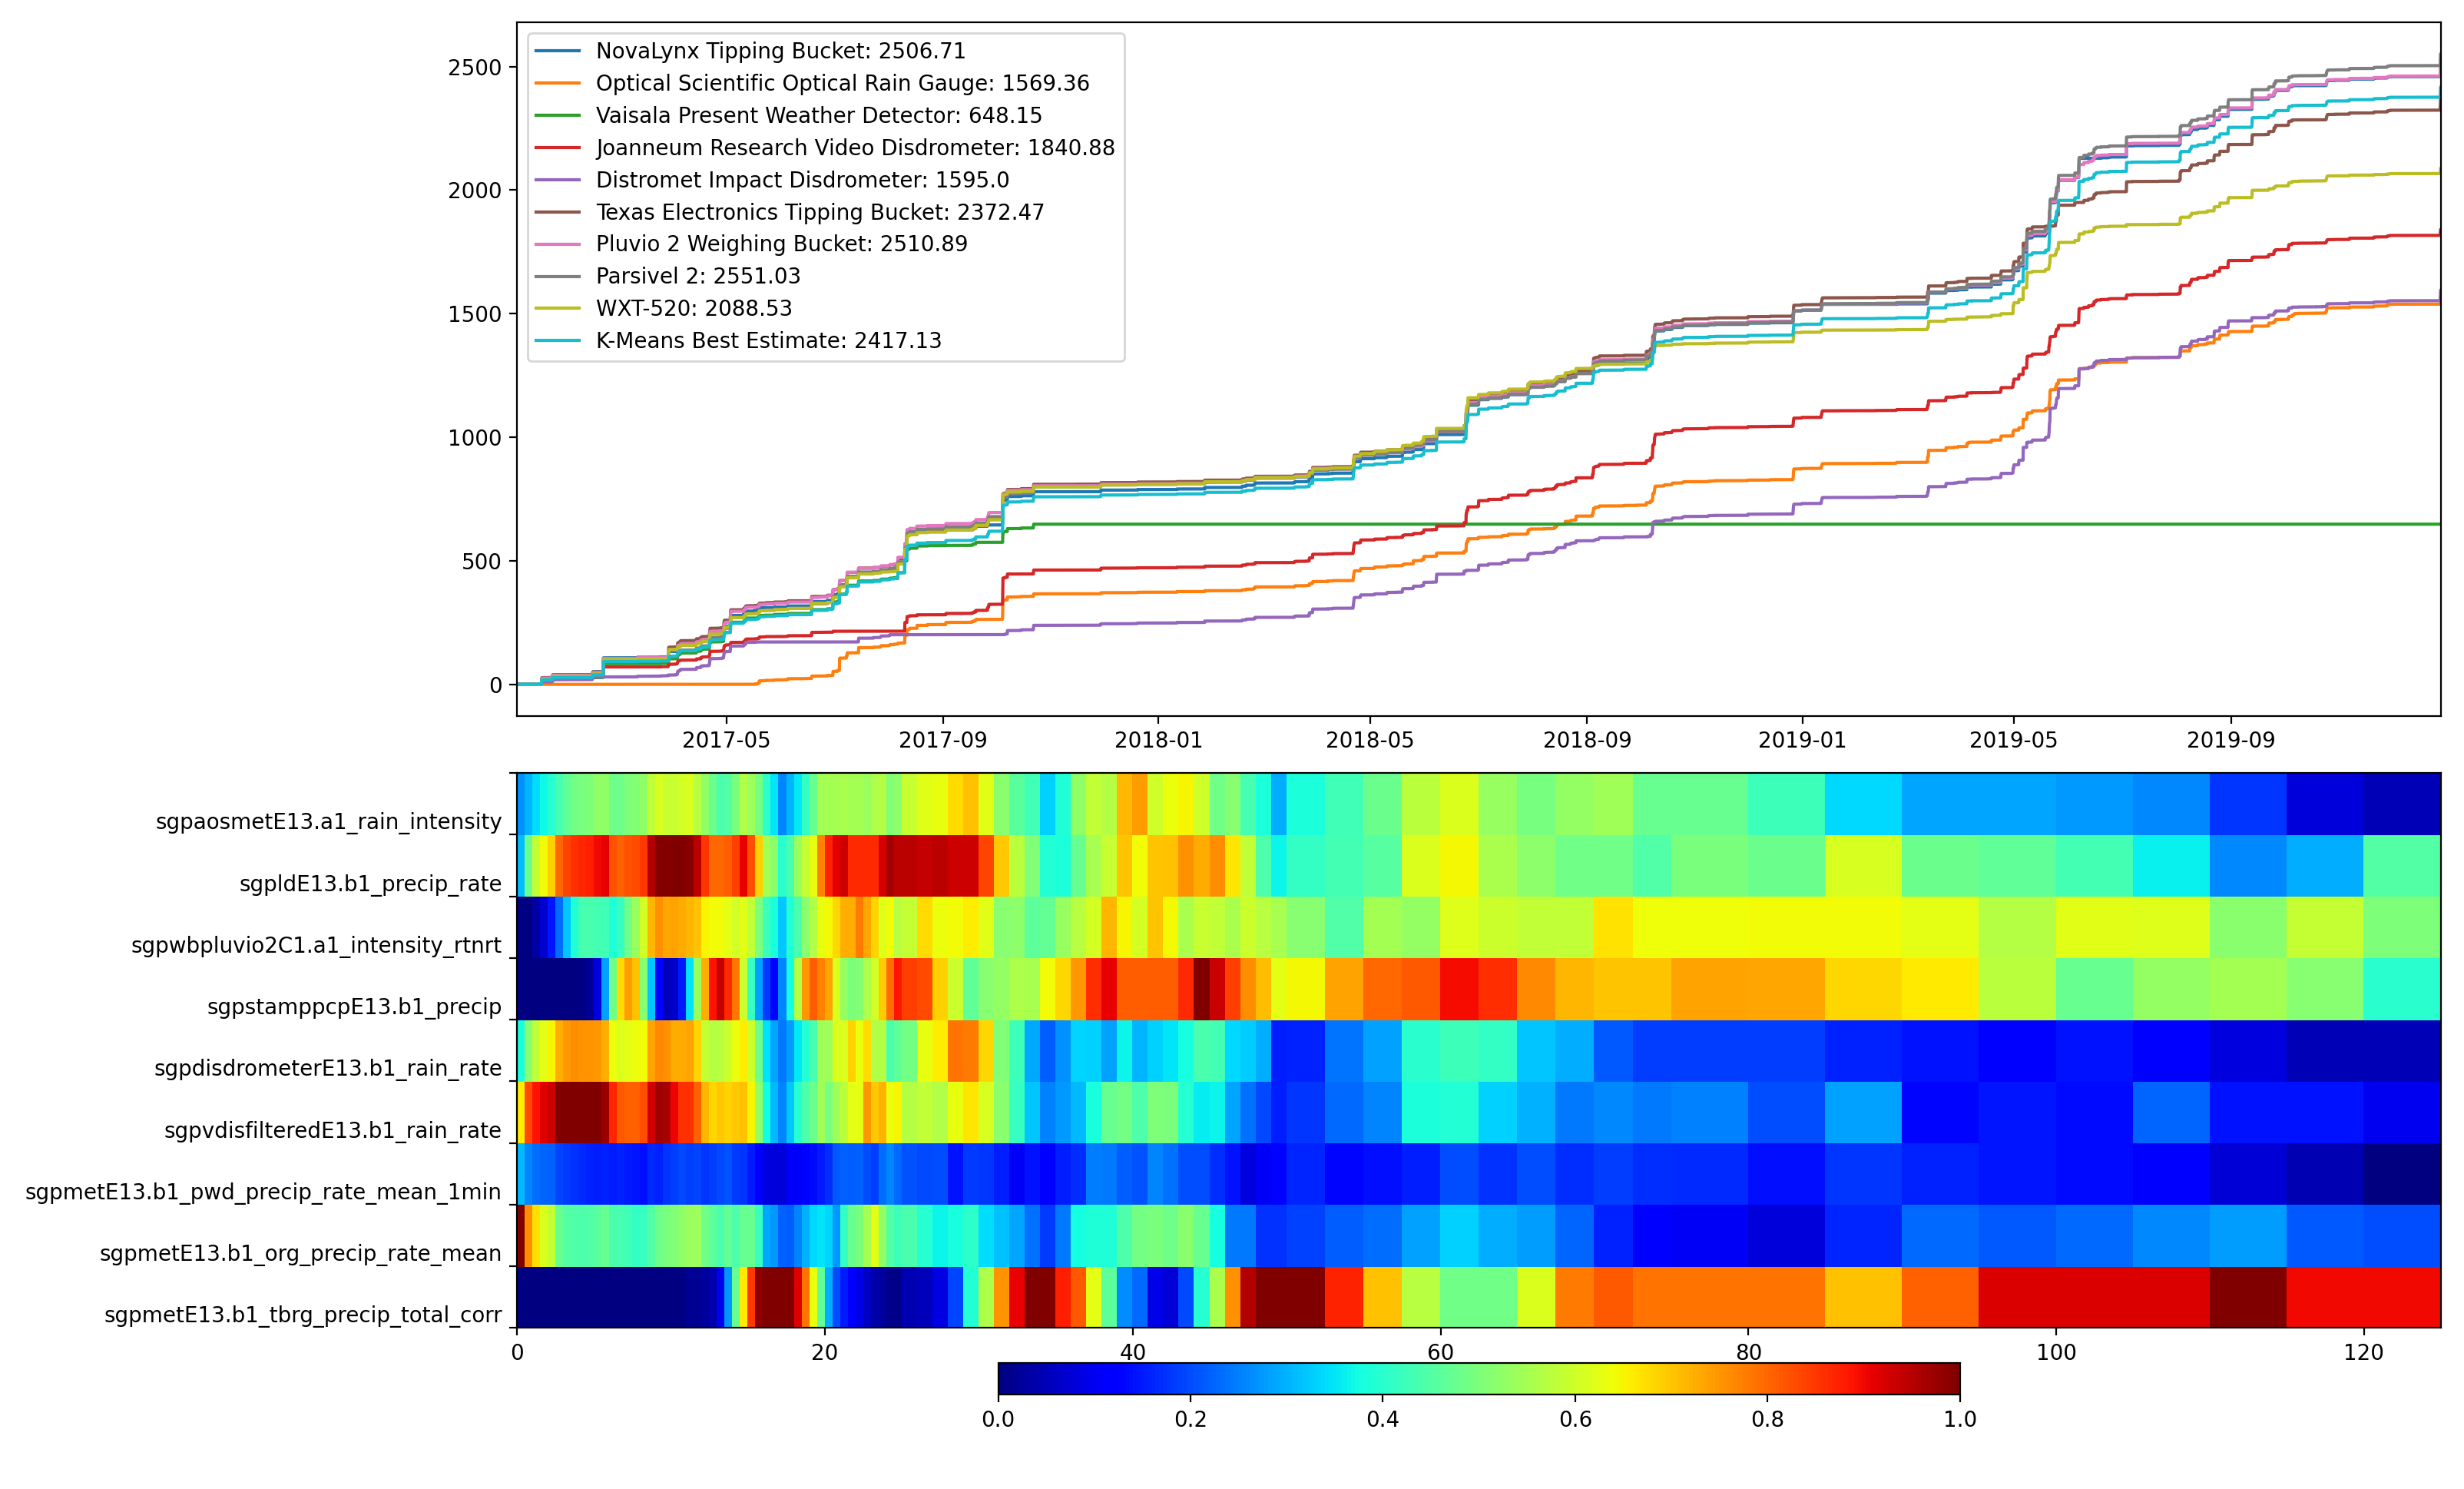 NovaLynx Tipping Bucket: 2506.71
Optical Scientific Optical Rain Gauge: 1569.36
Vaisala Present Weather Detector: 648.15
Joanneum Research Video Disdrometer: 1840.88
Distromet Impact Disdrometer: 1595.0
Texas Electronics Tipping Bucket: 2372.47
Pluvio 2 Weighing Bucket: 2510.89
Parsivel 2: 2551.03
WXT-520: 2088.53
K-Means Best Estimate: 2417.13
2500
2000
1500
1000
500
0
2017-05 2017-09 2018-01 2018-05 2018-09 2019-01 2019-05 2019-09
sgpaosmetE13.a1_rain_intensity
sgpldE13.b1_precip_rate
sgpwbpluvio2C1.a1_intensity_rtnrt
sgpstamppcpE13.b1_precip
sgpdisdrometerE13.b1_rain_rate
sgpvdisfilteredE13.b1_rain_rate
sgpmetE13.b1_pwd_precip_rate_mean_1min
sgpmetE13.b1_org_precip_rate_mean
sgpmetE13.b1_tbrg_precip_total_corr
0 20 40 60 80 100 120
0.0 0.2 0.4 0.6 0.8 1.0